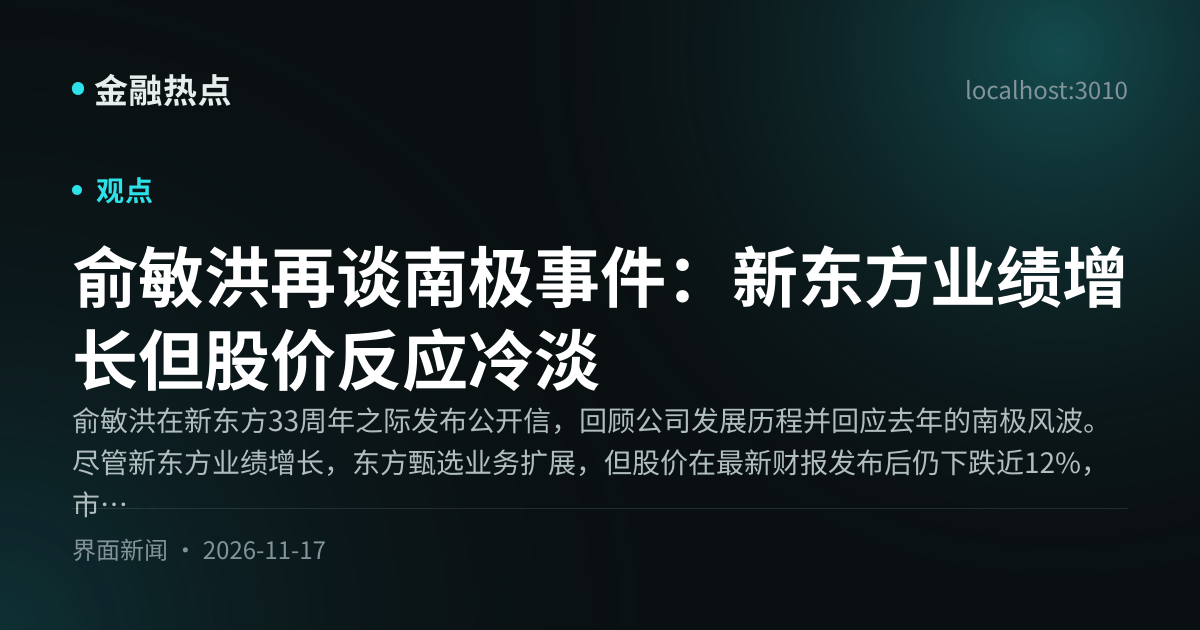 金融热点
localhost:3010
观点
俞敏洪再谈南极事件：新东方业绩增
长但股价反应冷淡
俞敏洪在新东方33周年之际发布公开信，回顾公司发展历程并回应去年的南极风波。
尽管新东方业绩增长，东方甄选业务扩展，但股价在最新财报发布后仍下跌近12%，
市…
界面新闻 • 2026-11-17